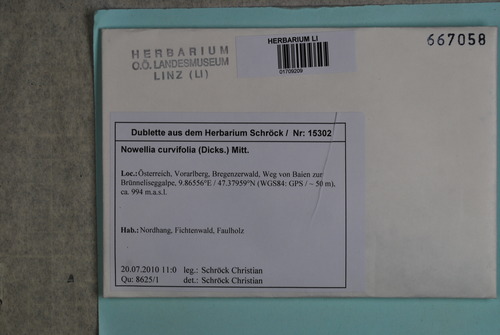 HERBARIUM
O.Ö. LANDESMUSEUM
LINZ (LI)
HERBARIUM LI
01709209
667058
Dublette aus dem Herbarium Schröck / Nr: 15302
Nowellia curvifolia (Dicks.) Mitt.
Loc.: Österreich, Vorarlberg, Bregenzerwald, Weg von Baien zur
Brünneliseggalpe, 9.86556°E / 47.37959°N (WGS84: GPS / ~ 50 m),
ca. 994 m.a.s.l.
Hab.: Nordhang, Fichtenwald, Faulholz
20.07.2010 11:0 leg.: Schröck Christian
Qu: 8625/1 det.: Schröck Christian